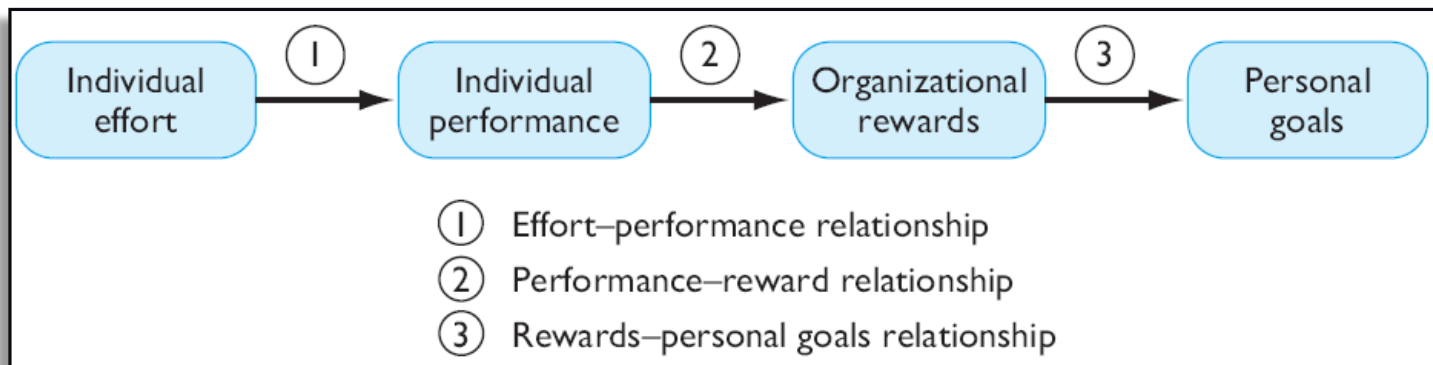 1
2
3
Individual
effort
Individual
performance
Organizational
rewards
Personal
goals
1 Effort–performance relationship
2 Performance–reward relationship
3 Rewards–personal goals relationship